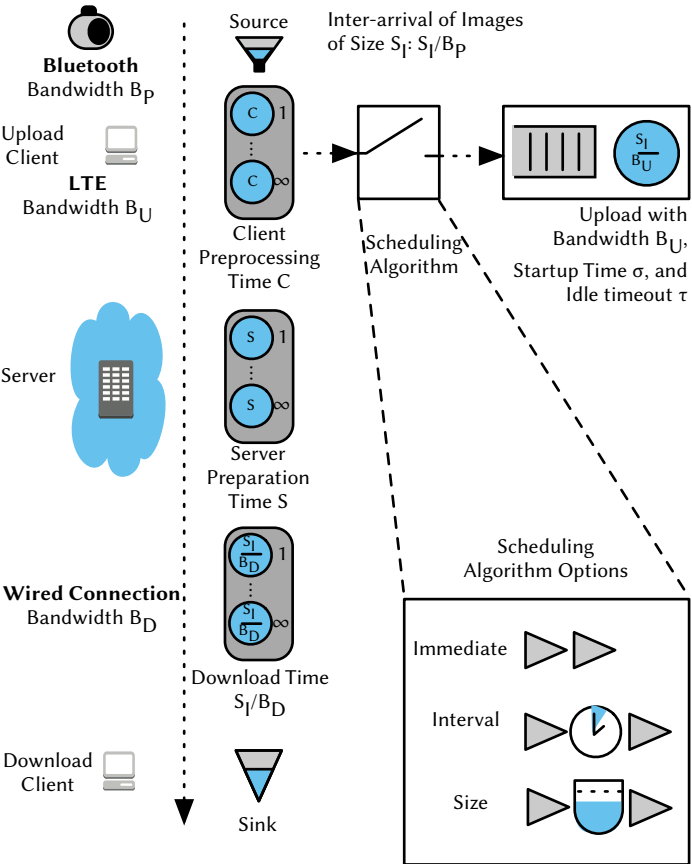 Source
Inter-arrival of Images
of Size S_I: S_I/B_P
Bluetooth
Bandwidth B_P
C 1
C ∞
Upload
Client
LTE
Bandwidth B_U
S_I
B_U
Client
Preprocessing
Time C
Scheduling
Algorithm
Upload with
Bandwidth B_U,
Startup Time σ, and
Idle timeout τ
Server
S 1
S ∞
Server
Preparation
Time S
S_I
B_D
1
S_I
B_D
∞
Wired Connection
Bandwidth B_D
Download Time
S_I/B_D
Scheduling
Algorithm Options
Immediate
Interval
Size
Download
Client
Sink